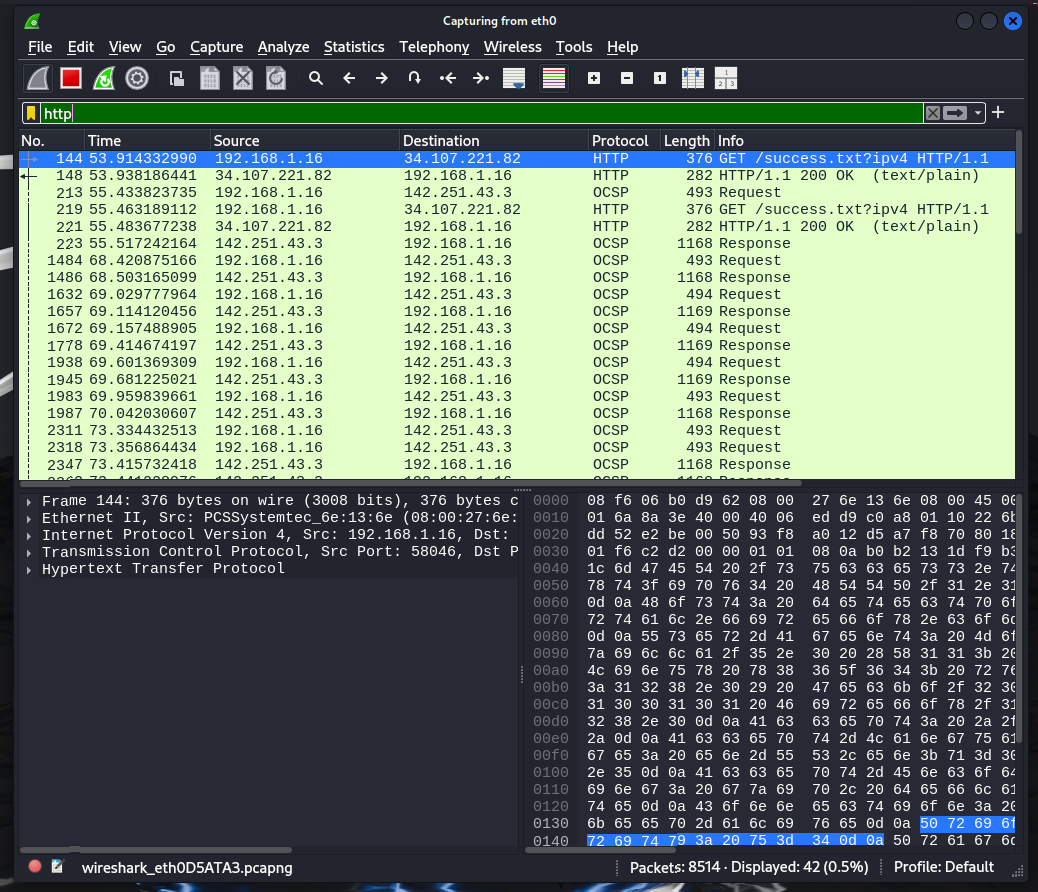 Capturing from eth0
File Edit View Go Capture Analyze Statistics Telephony Wireless Tools Help
http
No. Time Source Destination Protocol Length Info
144 53.914332990 192.168.1.16 34.107.221.82 HTTP 376 GET /success.txt?ipv4 HTTP/1.1
148 53.938186441 34.107.221.82 192.168.1.16 HTTP 282 HTTP/1.1 200 OK (text/plain)
213 55.433823735 192.168.1.16 142.251.43.3 OCSP 493 Request
219 55.463189112 192.168.1.16 34.107.221.82 HTTP 376 GET /success.txt?ipv4 HTTP/1.1
221 55.483677238 34.107.221.82 192.168.1.16 HTTP 282 HTTP/1.1 200 OK (text/plain)
223 55.517242164 142.251.43.3 192.168.1.16 OCSP 1168 Response
1484 68.420875166 192.168.1.16 142.251.43.3 OCSP 493 Request
1486 68.503165099 142.251.43.3 192.168.1.16 OCSP 1168 Response
1632 69.029777964 192.168.1.16 142.251.43.3 OCSP 494 Request
1657 69.114120456 142.251.43.3 192.168.1.16 OCSP 1169 Response
1672 69.157488905 192.168.1.16 142.251.43.3 OCSP 494 Request
1778 69.414674197 142.251.43.3 192.168.1.16 OCSP 1169 Response
1938 69.601369309 192.168.1.16 142.251.43.3 OCSP 494 Request
1945 69.681225021 142.251.43.3 192.168.1.16 OCSP 1169 Response
1983 69.959839661 192.168.1.16 142.251.43.3 OCSP 493 Request
1987 70.042030607 142.251.43.3 192.168.1.16 OCSP 1168 Response
2311 73.334432513 192.168.1.16 142.251.43.3 OCSP 493 Request
2318 73.356864434 192.168.1.16 142.251.43.3 OCSP 493 Request
2347 73.415732418 142.251.43.3 192.168.1.16 OCSP 1168 Response
Frame 144: 376 bytes on wire (3008 bits), 376 bytes c
Ethernet II, Src: PCSSystemtec_6e:13:6e (08:00:27:6e:
Internet Protocol Version 4, Src: 192.168.1.16, Dst:
Transmission Control Protocol, Src Port: 58046, Dst P
Hypertext Transfer Protocol
0000 08 f6 06 b0 d9 62 08 00 27 6e 13 6e 08 00 45 00
0010 01 6a 8a 3e 40 00 40 06 ed d9 c0 a8 01 10 22 6b
0020 dd 52 e2 be 00 50 93 f8 a0 12 d5 a7 f8 70 80 18
0030 01 f6 c2 d2 00 00 01 01 08 0a b0 b2 13 1d f9 b3
0040 1c 6d 47 45 54 20 2f 73 75 63 63 65 73 73 2e 74
0050 78 74 3f 69 70 76 34 20 48 54 54 50 2f 31 2e 31
0060 0d 0a 48 6f 73 74 3a 20 64 65 74 65 63 74 70 6f
0070 72 74 61 6c 2e 66 69 72 65 66 6f 78 2e 63 6f 6d
0080 0d 0a 55 73 65 72 2d 41 67 65 6e 74 3a 20 4d 6f
0090 7a 69 6c 6c 61 2f 35 2e 30 20 28 58 31 31 3b 20
00a0 4c 69 6e 75 78 20 78 38 36 5f 36 34 3b 20 72 76
00b0 3a 31 32 38 2e 30 29 20 47 65 63 6b 6f 2f 32 30
00c0 31 30 30 31 30 31 20 46 69 72 65 66 6f 78 2f 31
00d0 32 38 2e 30 0d 0a 41 63 63 65 70 74 3a 20 2a 2f
00e0 2a 0d 0a 41 63 63 65 70 74 2d 4c 61 6e 67 75 61
00f0 67 65 3a 20 65 6e 2d 55 53 2c 65 6e 3b 71 3d 30
0100 2e 35 0d 0a 41 63 63 65 70 74 2d 45 6e 63 6f 64
0110 69 6e 67 3a 20 67 7a 69 70 2c 20 64 65 66 6c 61
0120 74 65 0d 0a 43 6f 6e 6e 65 63 74 69 6f 6e 3a 20
0130 6b 65 65 70 2d 61 6c 69 76 65 0d 0a 50 72 69 6f
0140 72 69 74 79 3a 20 75 3d 34 0d 0a 50 72 61 67 6d
wireshark_eth0D5ATA3.pcapng
Packets: 8514 · Displayed: 42 (0.5%)
Profile: Default